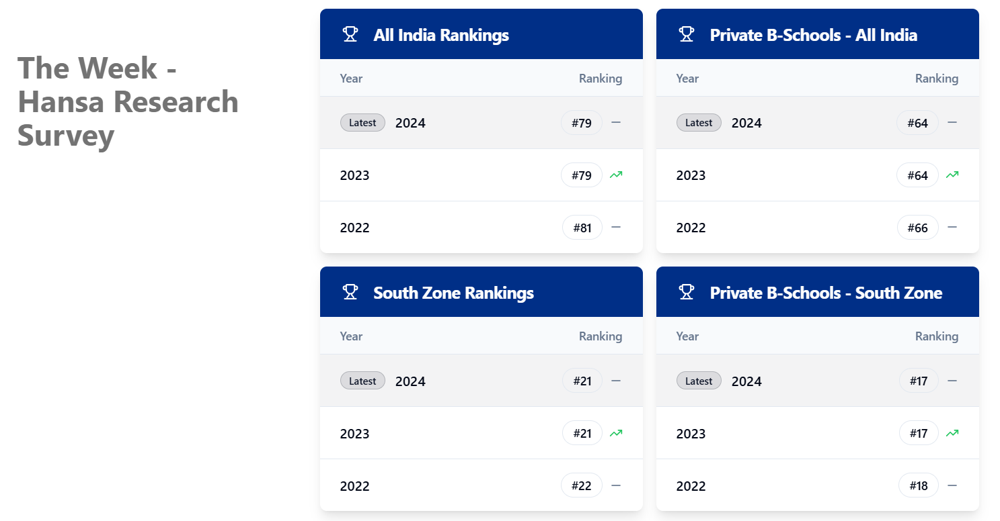 The Week -
Hansa Research
Survey
All India Rankings
Year Ranking
Latest 2024 #79
2023 #79
2022 #81
Private B-Schools - All India
Year Ranking
Latest 2024 #64
2023 #64
2022 #66
South Zone Rankings
Year Ranking
Latest 2024 #21
2023 #21
2022 #22
Private B-Schools - South Zone
Year Ranking
Latest 2024 #17
2023 #17
2022 #18